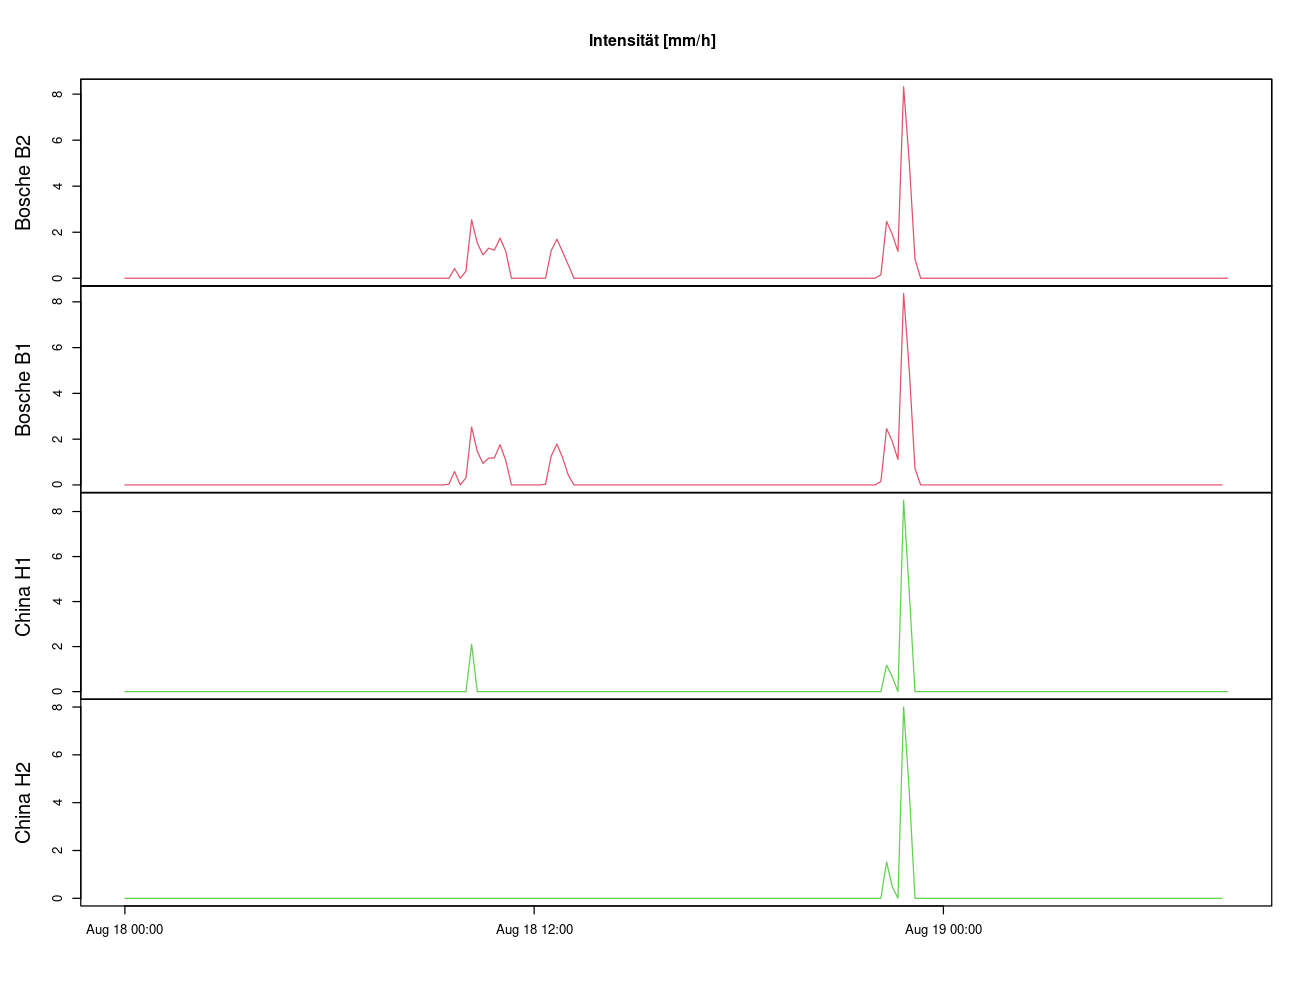 Intensität [mm/h]
Bosche B2
0 2 4 6 8
Bosche B1
0 2 4 6 8
China H1
0 2 4 6 8
China H2
0 2 4 6 8
Aug 18 00:00 Aug 18 12:00 Aug 19 00:00